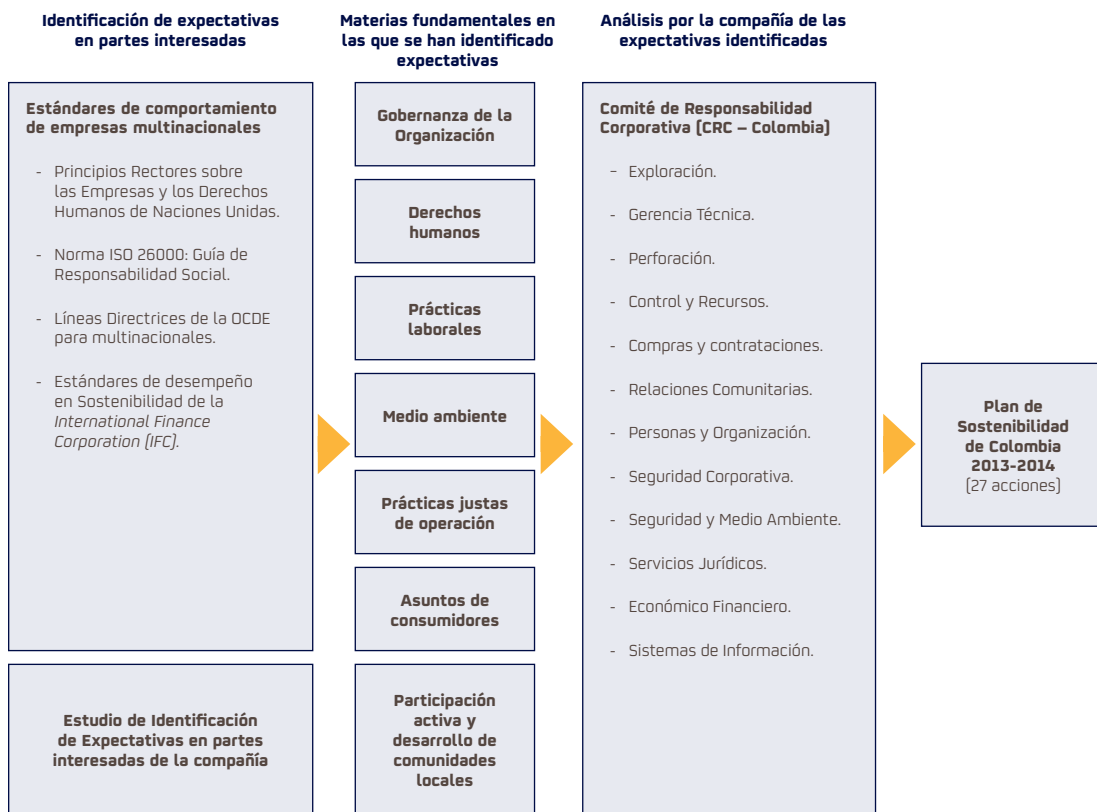 Identificación de expectativas
en partes interesadas
Estándares de comportamiento
de empresas multinacionales
- Principios Rectores sobre
las Empresas y los Derechos
Humanos de Naciones Unidas.
- Norma ISO 26000: Guía de
Responsabilidad Social.
- Líneas Directrices de la OCDE
para multinacionales.
- Estándares de desempeño
en Sostenibilidad de la
International Finance
Corporation (IFC).
Estudio de Identificación
de Expectativas en partes
interesadas de la compañía
Materias fundamentales en
las que se han identificado
expectativas
Gobernanza de la
Organización
Derechos
humanos
Prácticas
laborales
Medio ambiente
Prácticas justas
de operación
Asuntos de
consumidores
Participación
activa y
desarrollo de
comunidades
locales
Análisis por la compañía de las
expectativas identificadas
Comité de Responsabilidad
Corporativa (CRC – Colombia)
- Exploración.
- Gerencia Técnica.
- Perforación.
- Control y Recursos.
- Compras y contrataciones.
- Relaciones Comunitarias.
- Personas y Organización.
- Seguridad Corporativa.
- Seguridad y Medio Ambiente.
- Servicios Jurídicos.
- Económico Financiero.
- Sistemas de Información.
Plan de
Sostenibilidad
de Colombia
2013-2014
(27 acciones)